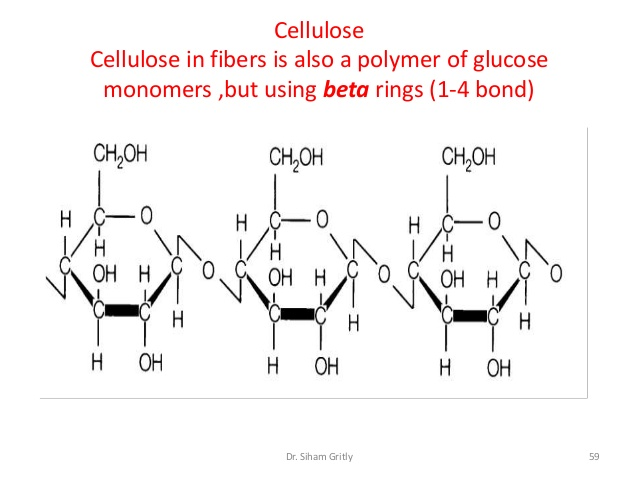 Cellulose
Cellulose in fibers is also a polymer of glucose
monomers ,but using beta rings (1-4 bond)
CH2OH CH2OH CH2OH
H C O H C O H C O
H H H
C OH H C O C OH H C O C OH H C O
C C H C C H C C H
H OH H OH H OH
Dr. Siham Gritly 59